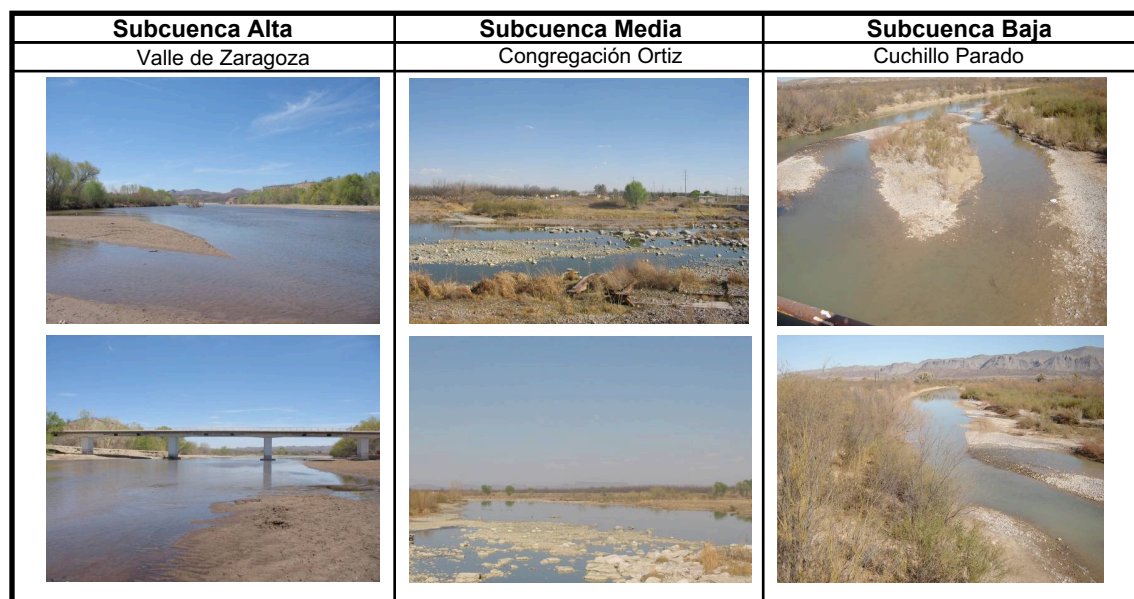 Subcuenca Alta Subcuenca Media Subcuenca Baja
Valle de Zaragoza Congregación Ortiz Cuchillo Parado